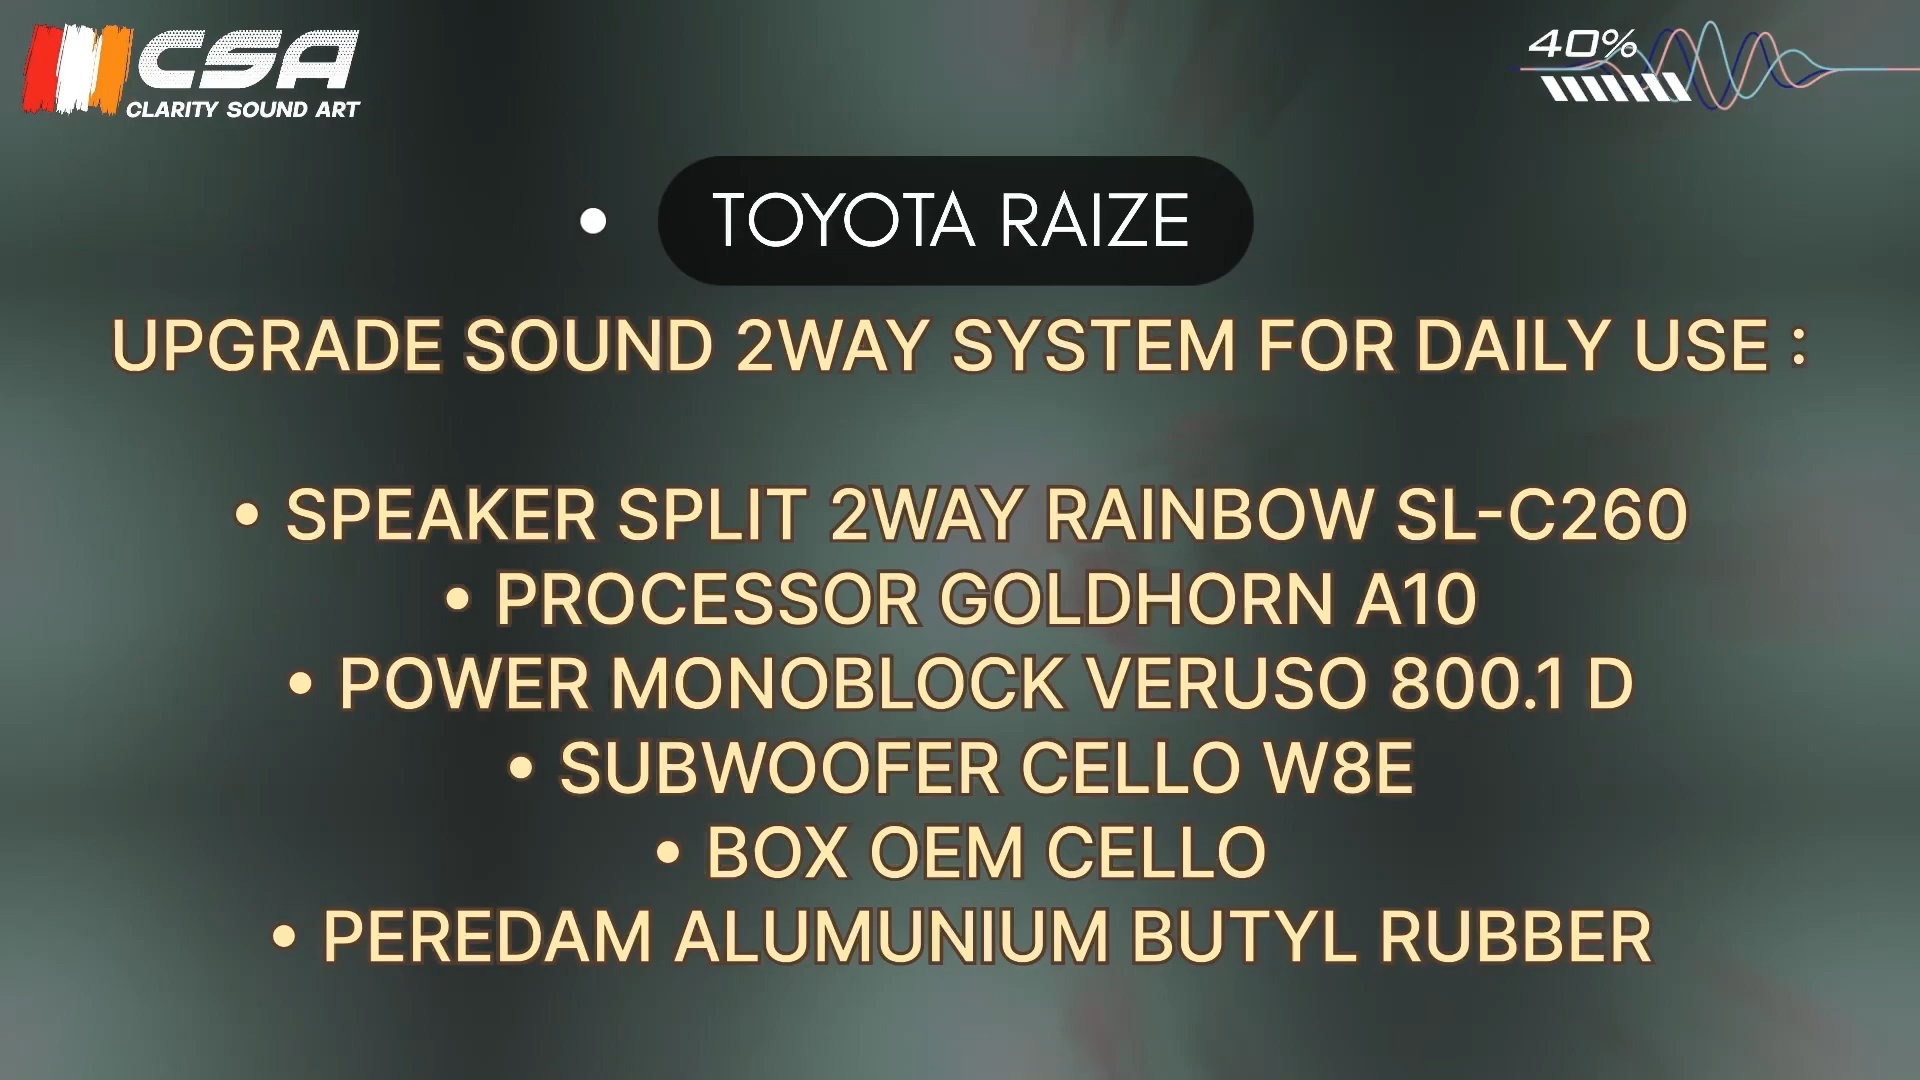 CSA
CLARITY SOUND ART
40%
• TOYOTA RAIZE
UPGRADE SOUND 2WAY SYSTEM FOR DAILY USE :
• SPEAKER SPLIT 2WAY RAINBOW SL-C260
• PROCESSOR GOLDHORN A10
• POWER MONOBLOCK VERUSO 800.1 D
• SUBWOOFER CELLO W8E
• BOX OEM CELLO
• PEREDAM ALUMUNIUM BUTYL RUBBER